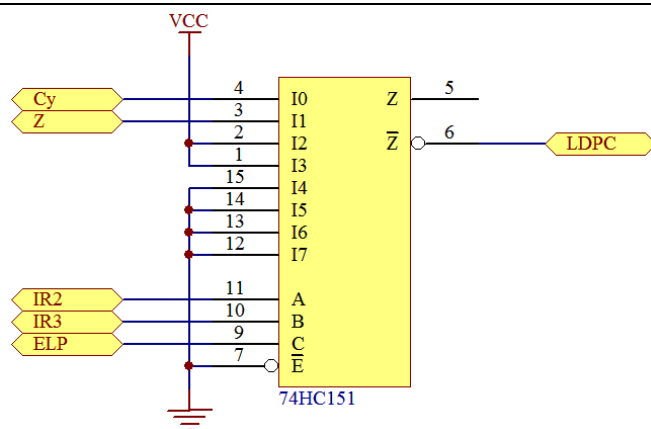 VCC
Cy 4 I0 Z 5
Z 3 I1
2 I2 Z̅ 6 LDPC
1 I3
15 I4
14 I5
13 I6
12 I7
IR2 11 A
IR3 10 B
ELP 9 C
7 E̅
74HC151